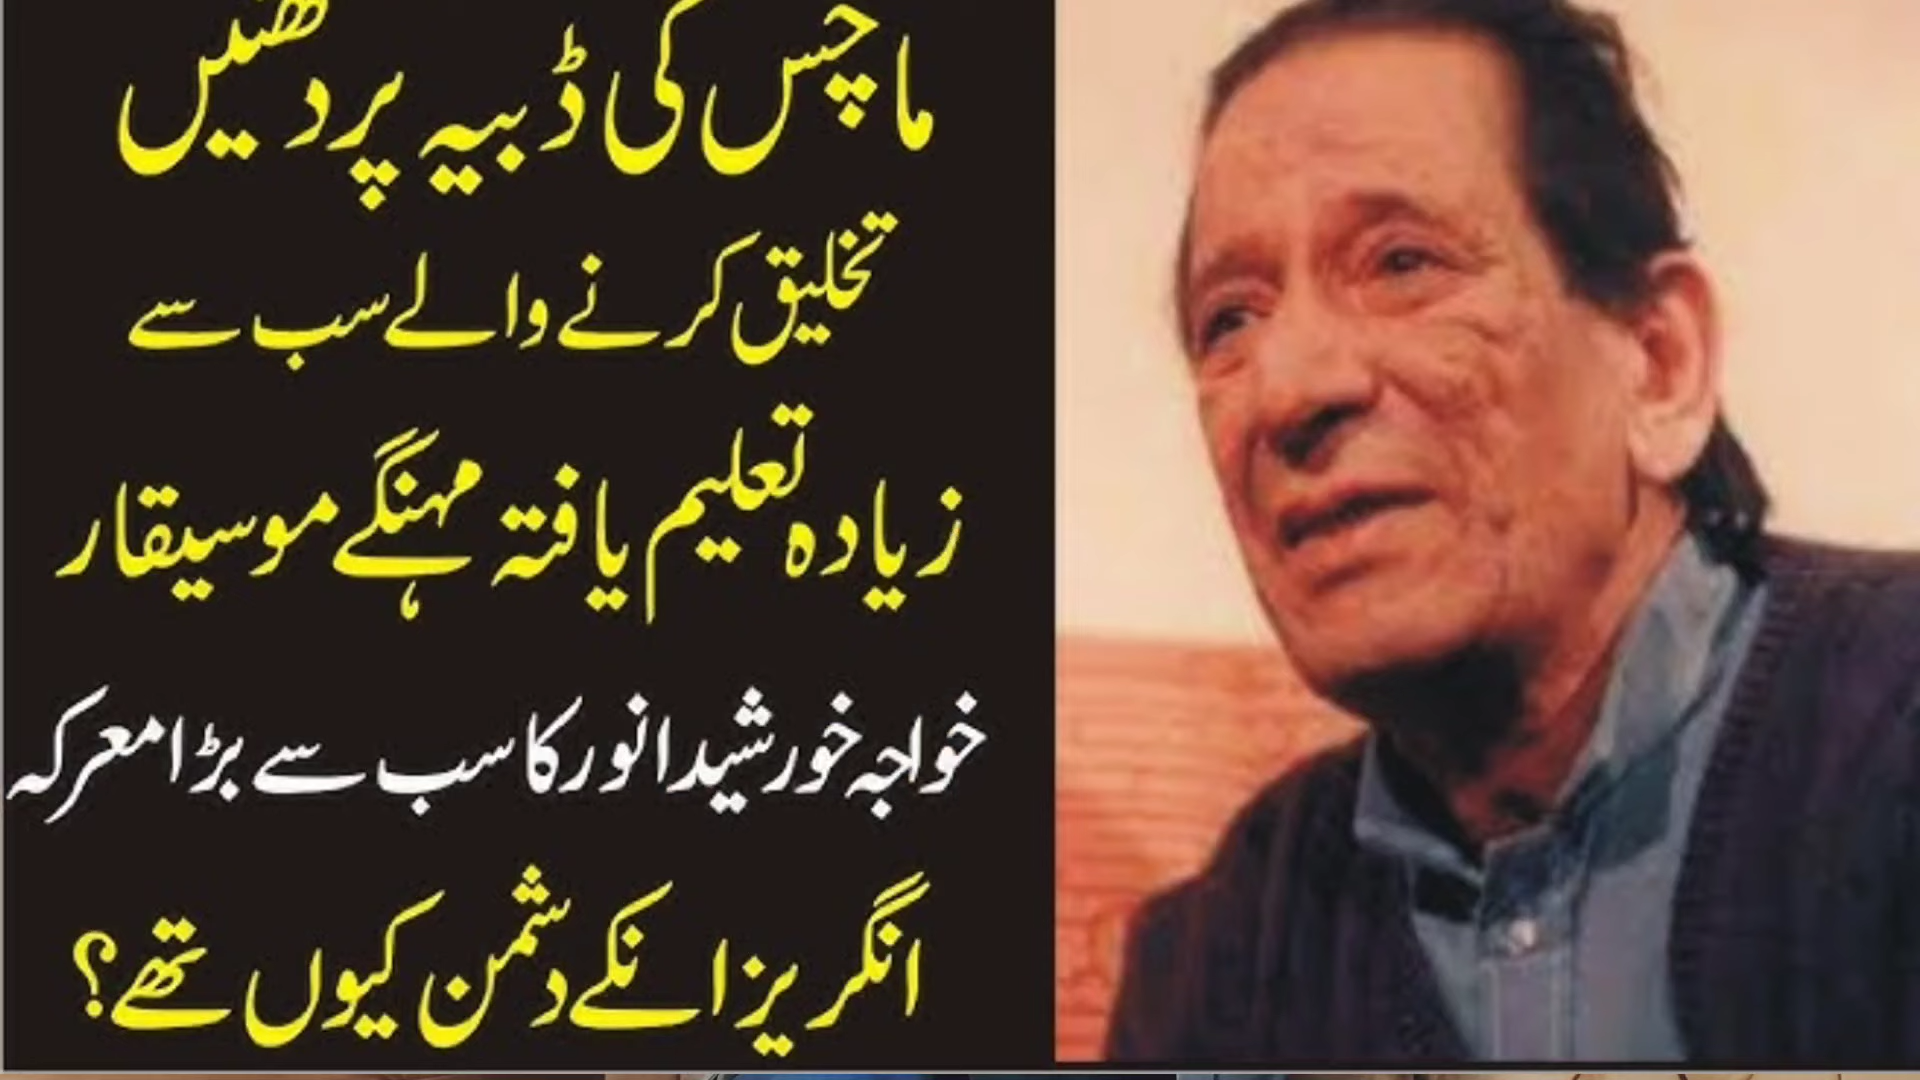 ماچس کی ڈبیہ پر دھنیں
تخلیق کرنے والے سب سے
زیادہ تعلیم یافتہ مہنگے موسیقار
خواجہ خورشید انور کا سب سے بڑا معرکہ
انگریز انکے دشمن کیوں تھے؟